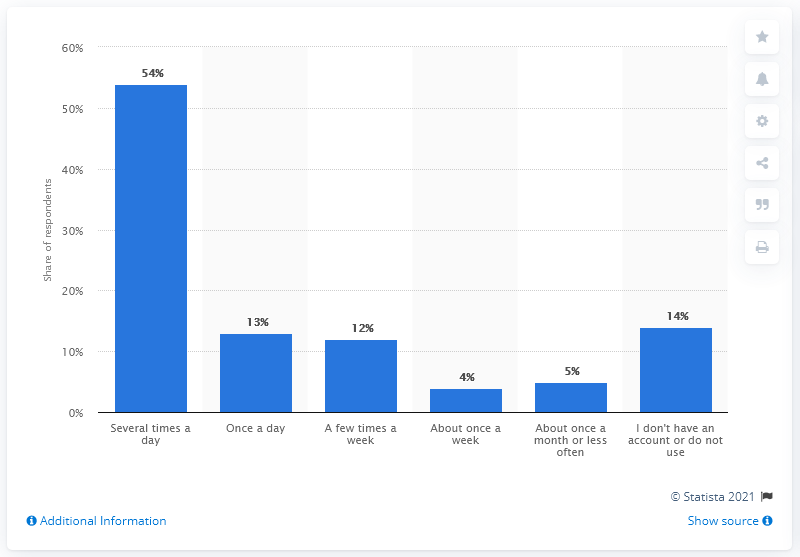 60%
54%
50%
40%
30%
20%
10%
0%
Share of respondents
13%
12%
4%
5%
14%
Several times a
day
Once a day
A few times a
week
About once a
week
About once a
month or less
often
I don't have an
account or do not
use
© Statista 2021
Additional Information
Show source